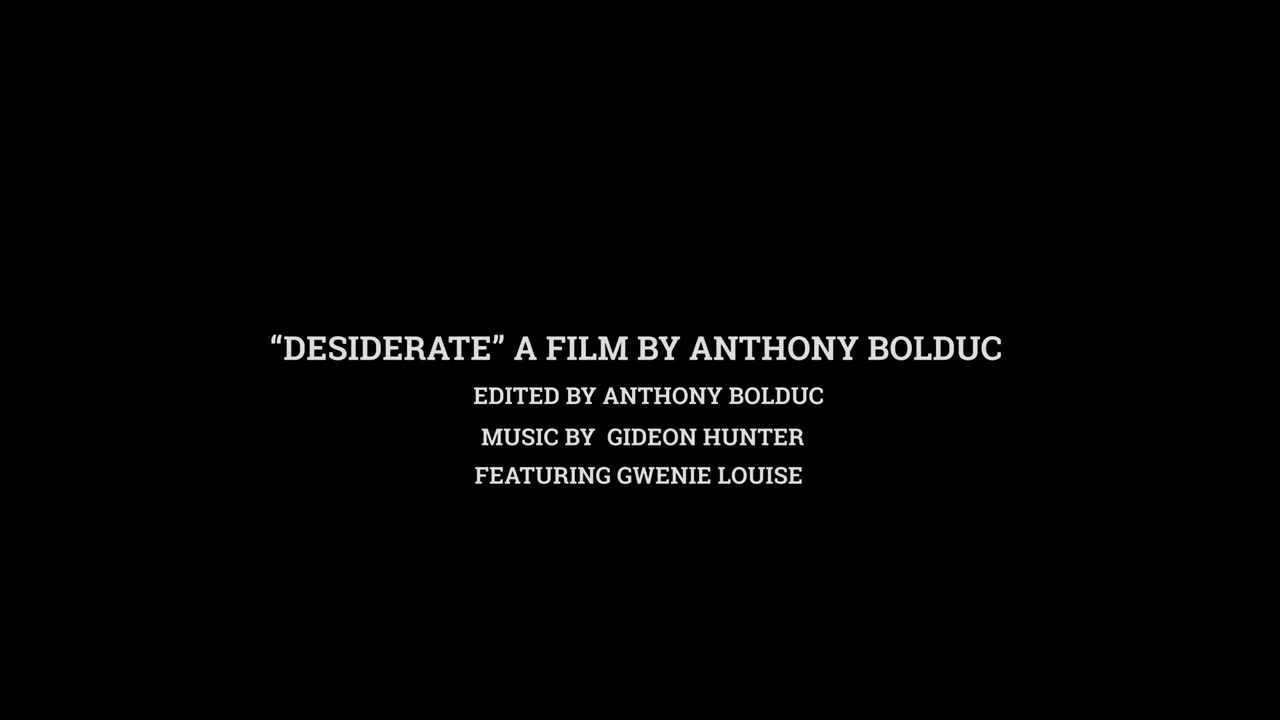 “DESIDERATE” A FILM BY ANTHONY BOLDUC
EDITED BY ANTHONY BOLDUC
MUSIC BY  GIDEON HUNTER
FEATURING GWENIE LOUISE